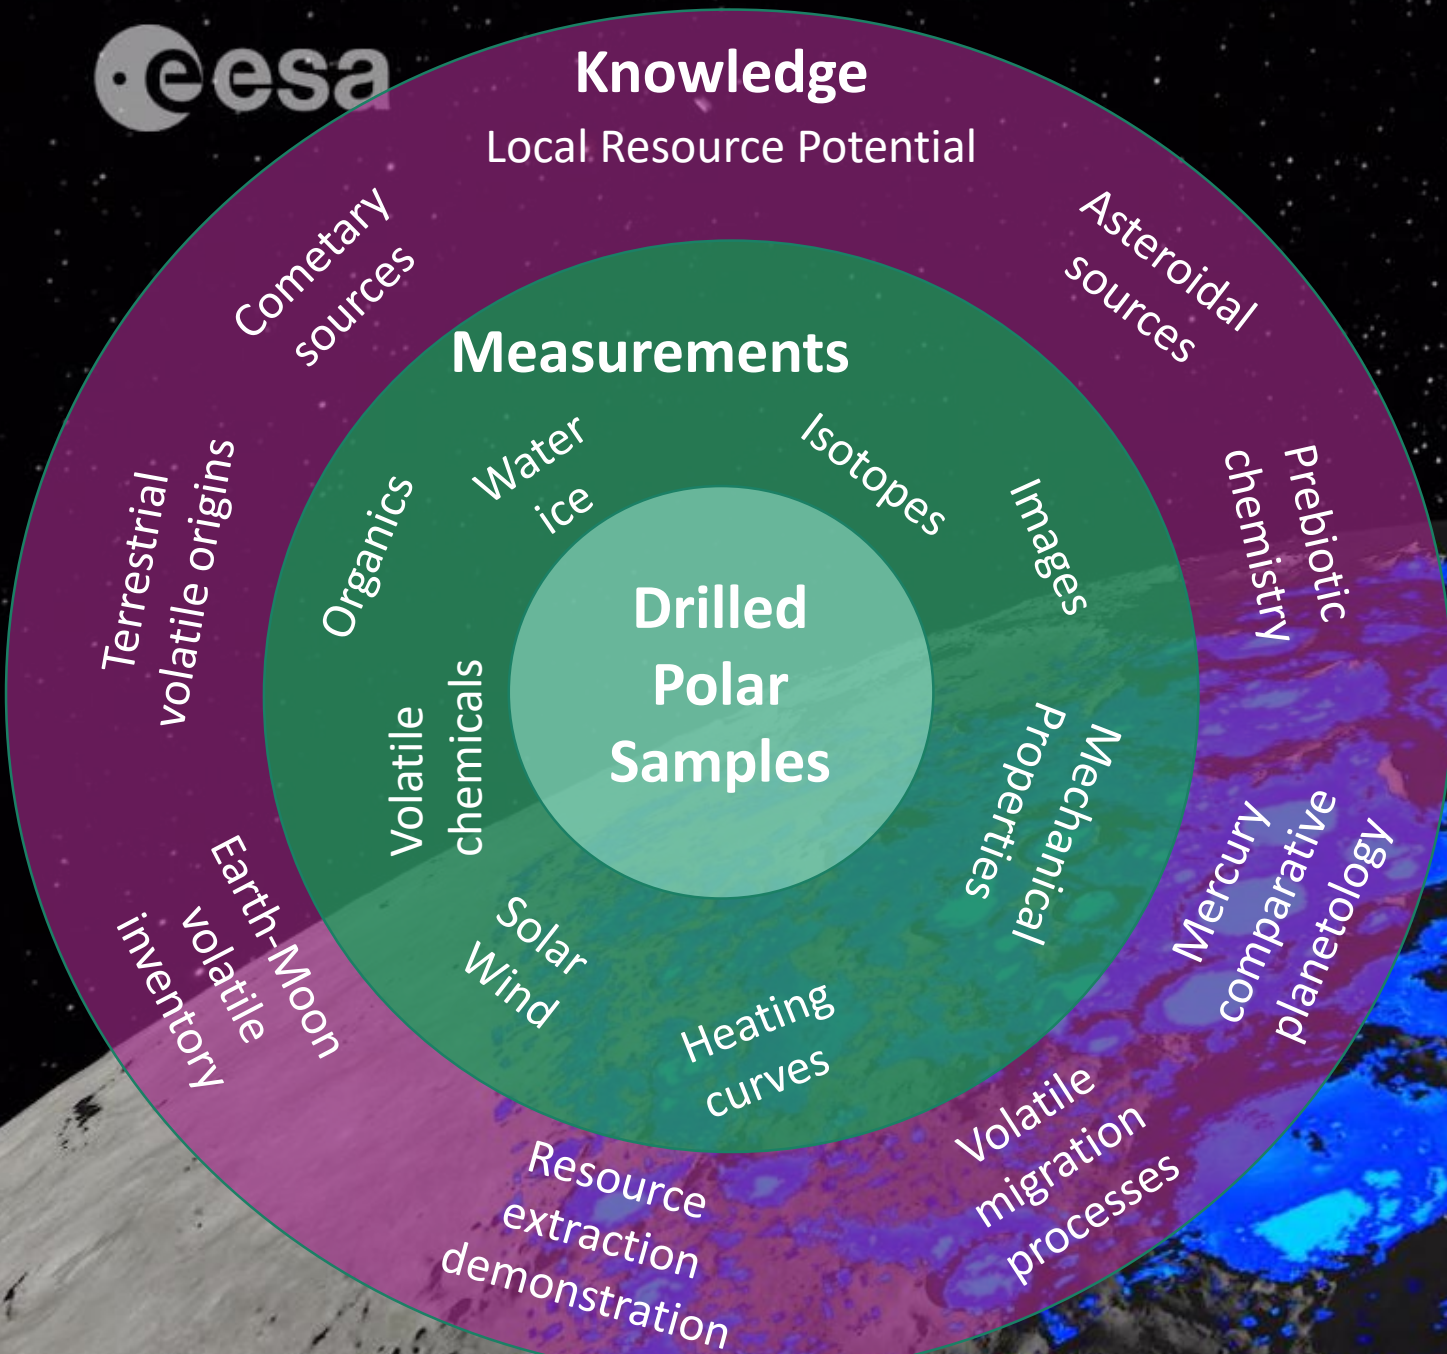 esa
Knowledge
Local Resource Potential
Cometary
sources
Asteroidal
sources
Terrestrial
volatile origins
Prebiotic
chemistry
Earth-Moon
volatile
inventory
Mercury
comparative
planetology
Resource
extraction
demonstration
Volatile
migration
processes
Measurements
Water
ice
Isotopes
Organics
Images
Volatile
chemicals
Mechanical
Properties
Solar
Wind
Heating
curves
Drilled
Polar
Samples